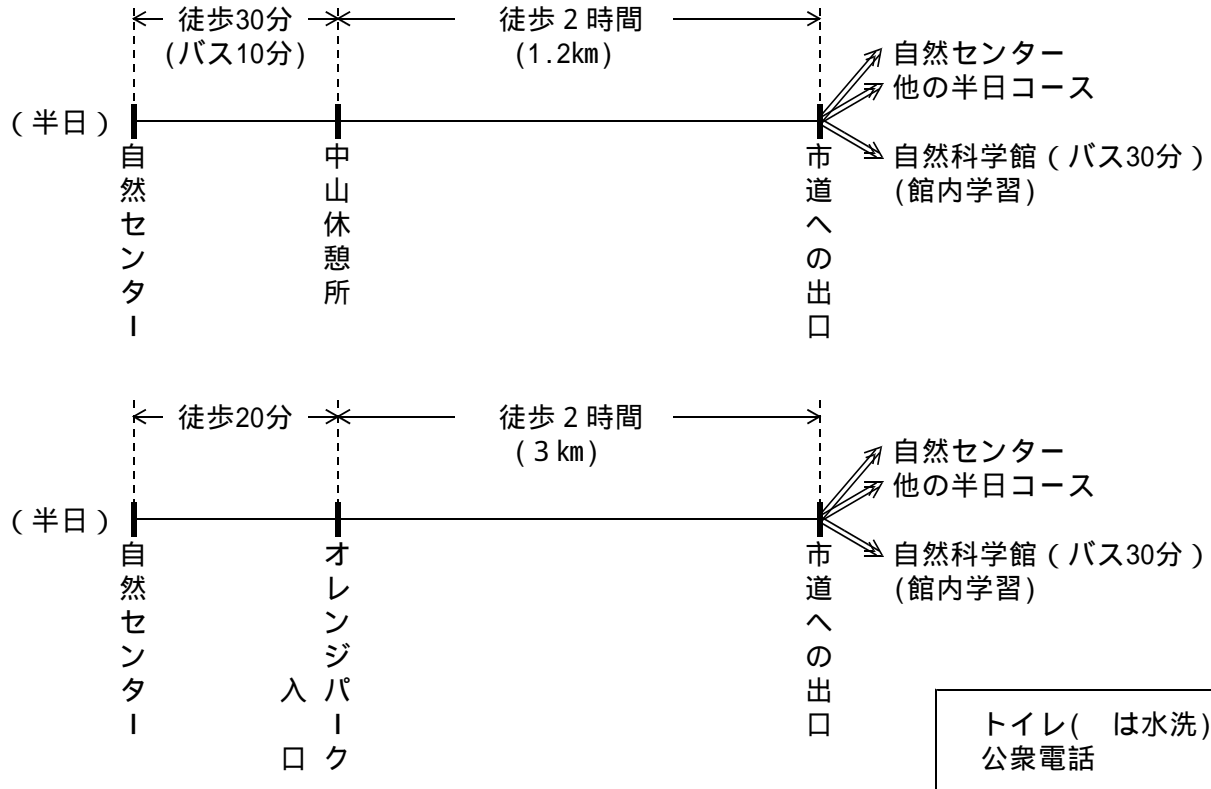 徒歩30分
(バス10分)
徒歩2時間
(1.2km)
(半日)
自然センター
中山休憩所
市道への出口
自然センター
他の半日コース
自然科学館(バス30分)
(館内学習)
徒歩20分
徒歩2時間
(3km)
(半日)
自然センター
オレンジパーク
入口
市道への出口
自然センター
他の半日コース
自然科学館(バス30分)
(館内学習)
トイレ( は水洗)
公衆電話